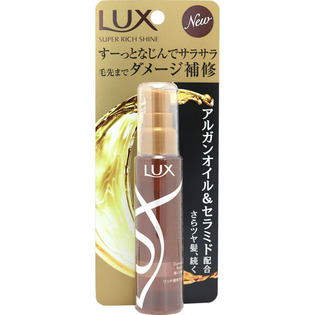 LUX
New
SUPER RICH SHINE
すーっとなじんでサラサラ
毛先までダメージ補修
アルガンオイル&セラミド配合
さらツヤ髪、続く
LUX